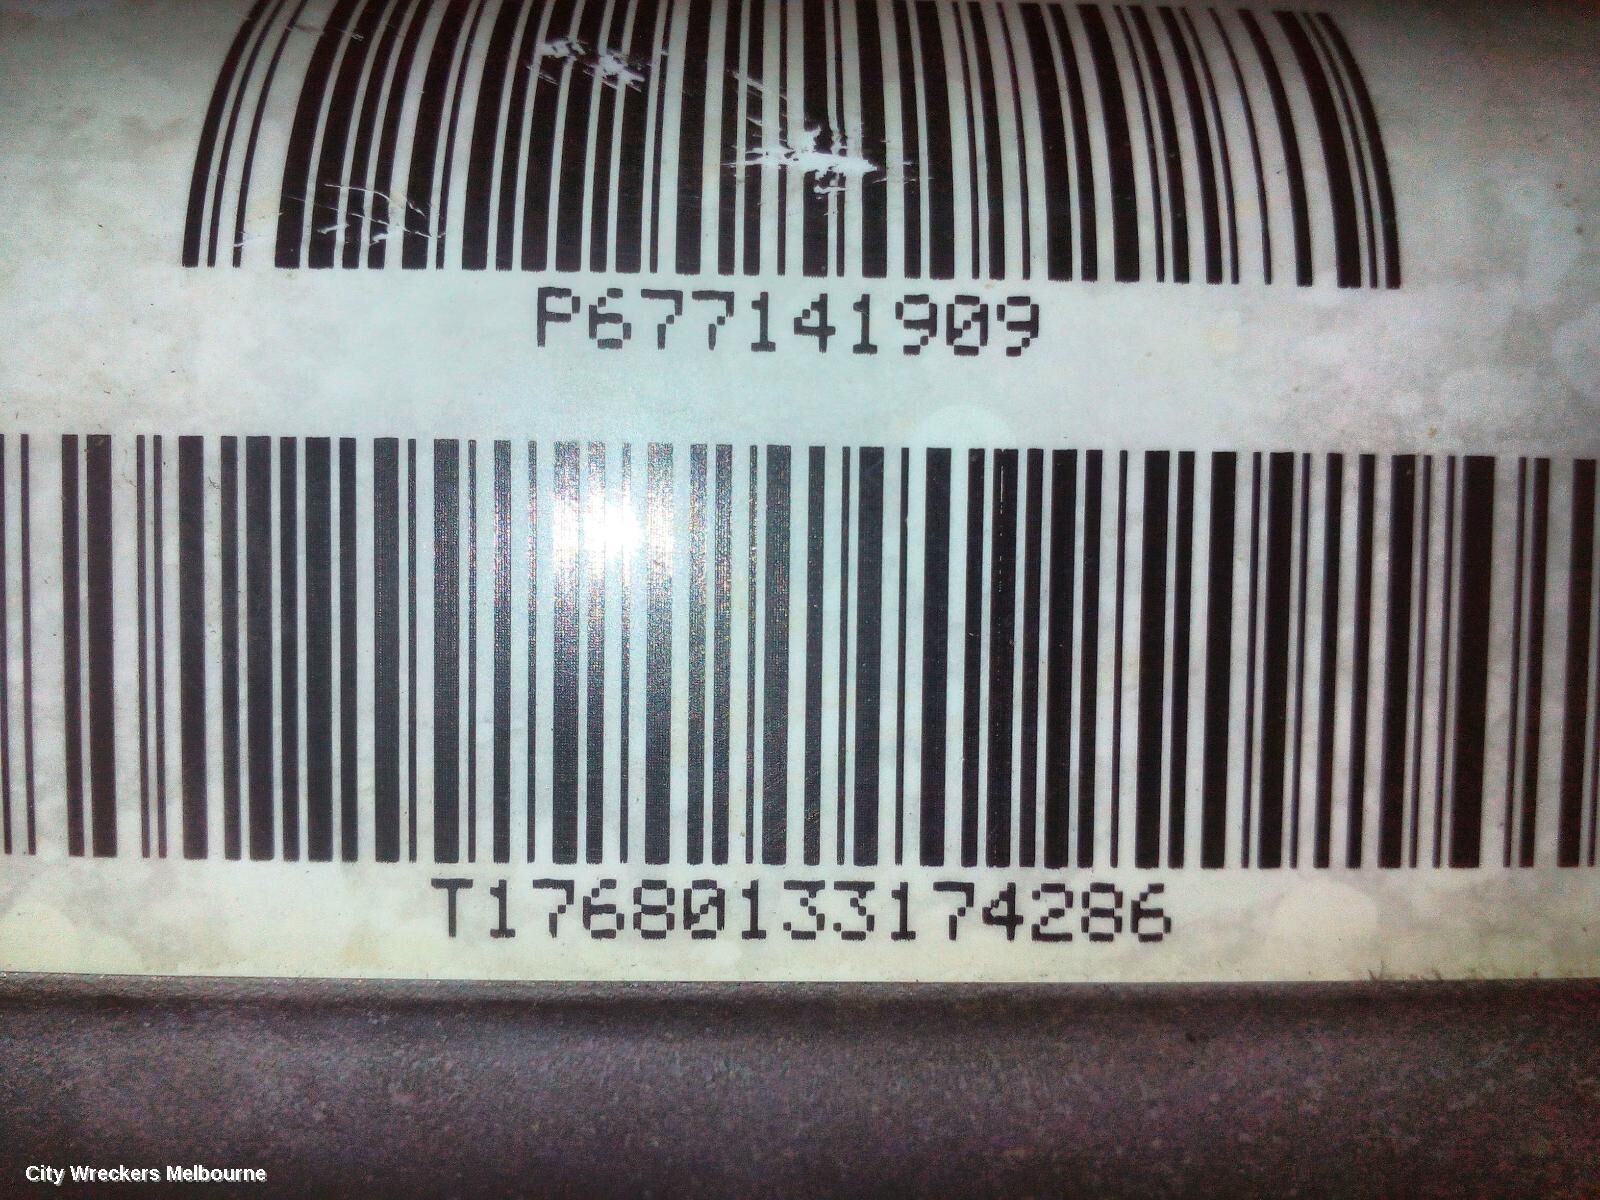 P677141909
T17680133174286
City Wreckers Melbourne